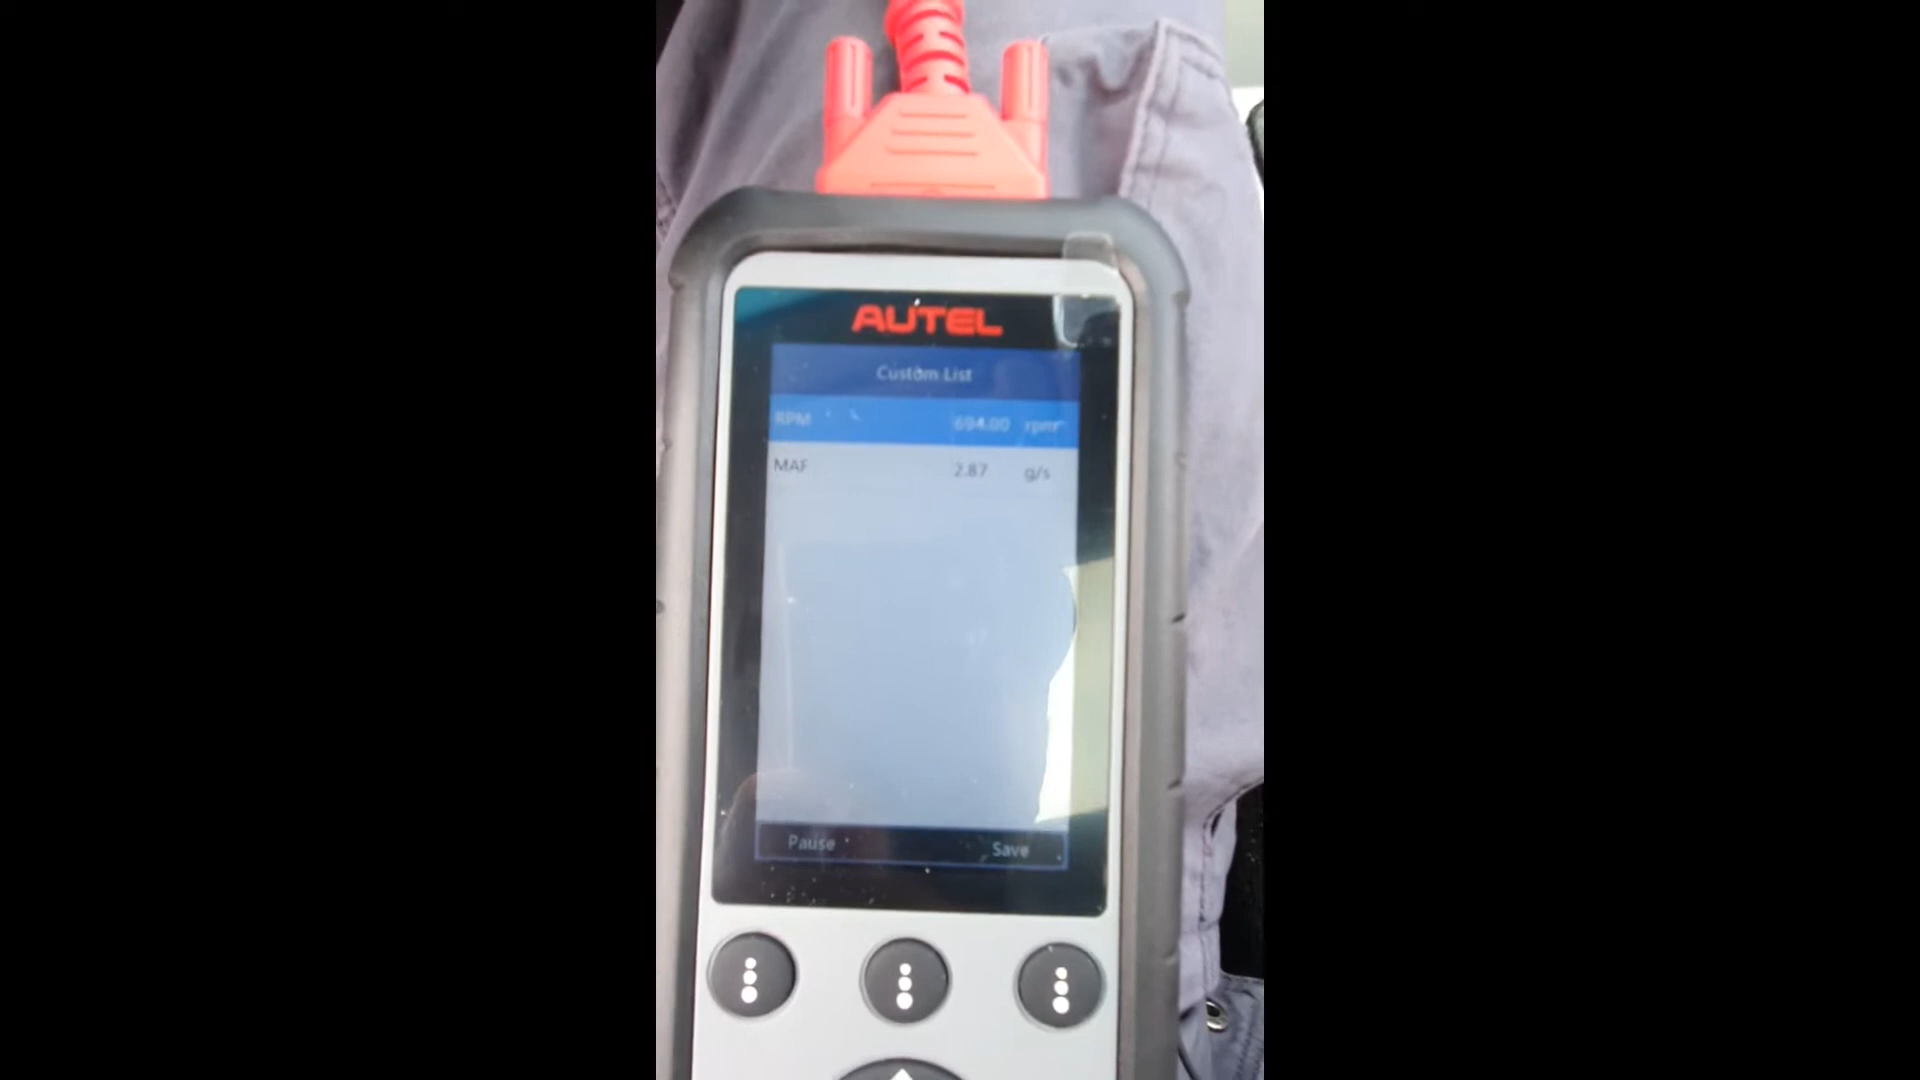 AUTEL
Custom List
RPM 694.00 rpm
MAF 2.87 g/s
Pause Save